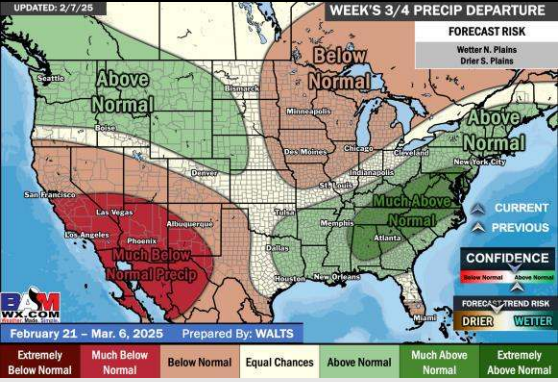 UPDATED: 2/7/25
WEEK'S 3/4 PRECIP DEPARTURE
FORECAST RISK
Wetter N. Plains
Drier S. Plains
Below
Normal
Above
Normal
Seattle
Bismarck
Minneapolis
Above
Normal
Boise
Des Moines
Chicago
Cleveland
New York City
Denver
Indianapolis
St. Louis
San Francisco
Las Vegas
Albuquerque
Tulsa
Memphis
Much Above
Normal
CURRENT
PREVIOUS
Los Angeles
Phoenix
Atlanta
Much Below
Normal Precip
Dallas
Houston
New Orleans
CONFIDENCE
Below Normal
Above Normal
BAM
WX.COM
FORECAST TREND RISK
DRIER
WETTER
Miami
February 21 – Mar. 6, 2025
Prepared By: WALTS
Extremely
Below Normal
Much Below
Normal
Below Normal
Equal Chances
Above Normal
Much Above
Normal
Extremely
Above Normal